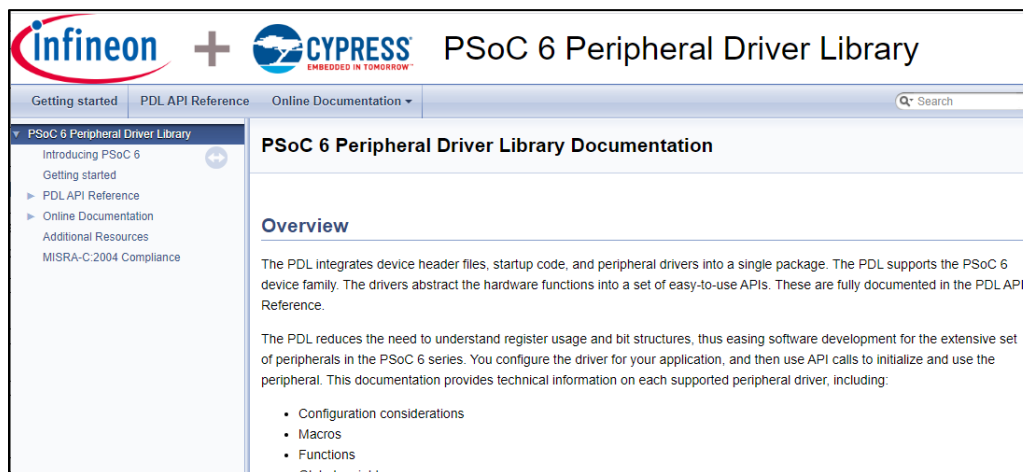 infineon + CYPRESS PSoC 6 Peripheral Driver Library
EMBEDDED IN TOMORROW™
Getting started PDL API Reference Online Documentation Search
PSoC 6 Peripheral Driver Library
Introducing PSoC 6
Getting started
PDL API Reference
Online Documentation
Additional Resources
MISRA-C:2004 Compliance
PSoC 6 Peripheral Driver Library Documentation
Overview
The PDL integrates device header files, startup code, and peripheral drivers into a single package. The PDL supports the PSoC 6
device family. The drivers abstract the hardware functions into a set of easy-to-use APIs. These are fully documented in the PDL API
Reference.
The PDL reduces the need to understand register usage and bit structures, thus easing software development for the extensive set
of peripherals in the PSoC 6 series. You configure the driver for your application, and then use API calls to initialize and use the
peripheral. This documentation provides technical information on each supported peripheral driver, including:
• Configuration considerations
• Macros
• Functions